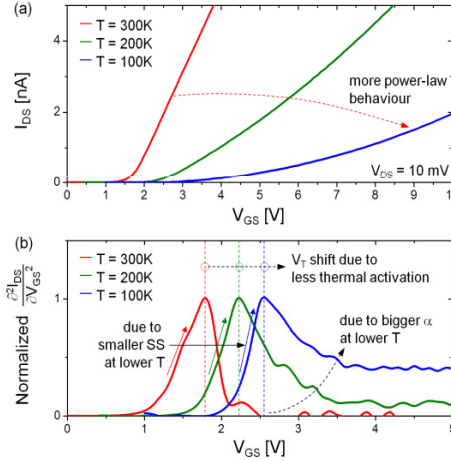 (a)
T = 300K
T = 200K
T = 100K
more power-law
behaviour
V_DS = 10 mV
I_DS [nA]
0
2
4
0 1 2 3 4 5 6 7 8 9 10
V_GS [V]
(b)
T = 300K
T = 200K
T = 100K
V_T shift due to
less thermal activation
due to
smaller SS
at lower T
due to bigger α
at lower T
Normalized ∂²I_DS/∂V_GS²
0
1
0 1 2 3 4 5
V_GS [V]